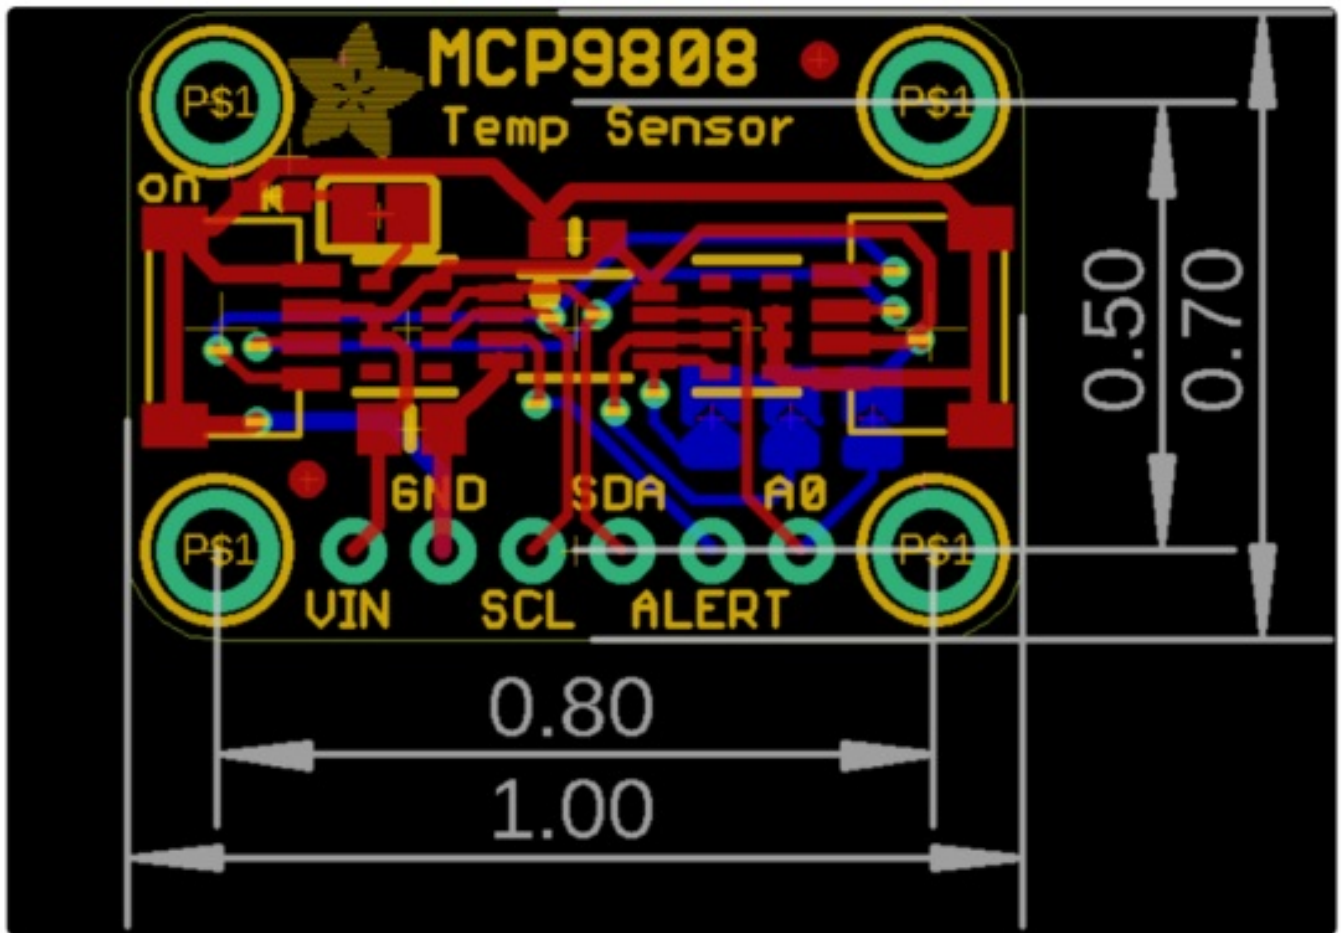 P$1
MCP9808
P$1
Temp Sensor
on
0.50
0.70
GND
SDA
A0
P$1
P$1
VIN
SCL
ALERT
0.80
1.00